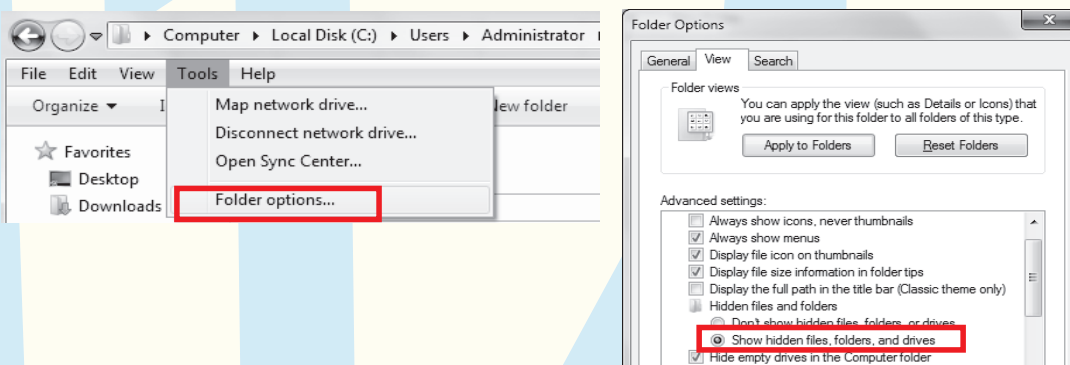 Computer ▸ Local Disk (C:) ▸ Users ▸ Administrator
File Edit View Tools Help
Organize
Map network drive...
New folder
Disconnect network drive...
Open Sync Center...
Folder options...
Favorites
Desktop
Downloads
Folder Options
General View Search
Folder views
You can apply the view (such as Details or Icons) that
you are using for this folder to all folders of this type.
Apply to Folders Reset Folders
Advanced settings:
Always show icons, never thumbnails
Always show menus
Display file icon on thumbnails
Display file size information in folder tips
Display the full path in the title bar (Classic theme only)
Hidden files and folders
Don't show hidden files, folders, or drives
Show hidden files, folders, and drives
Hide empty drives in the Computer folder